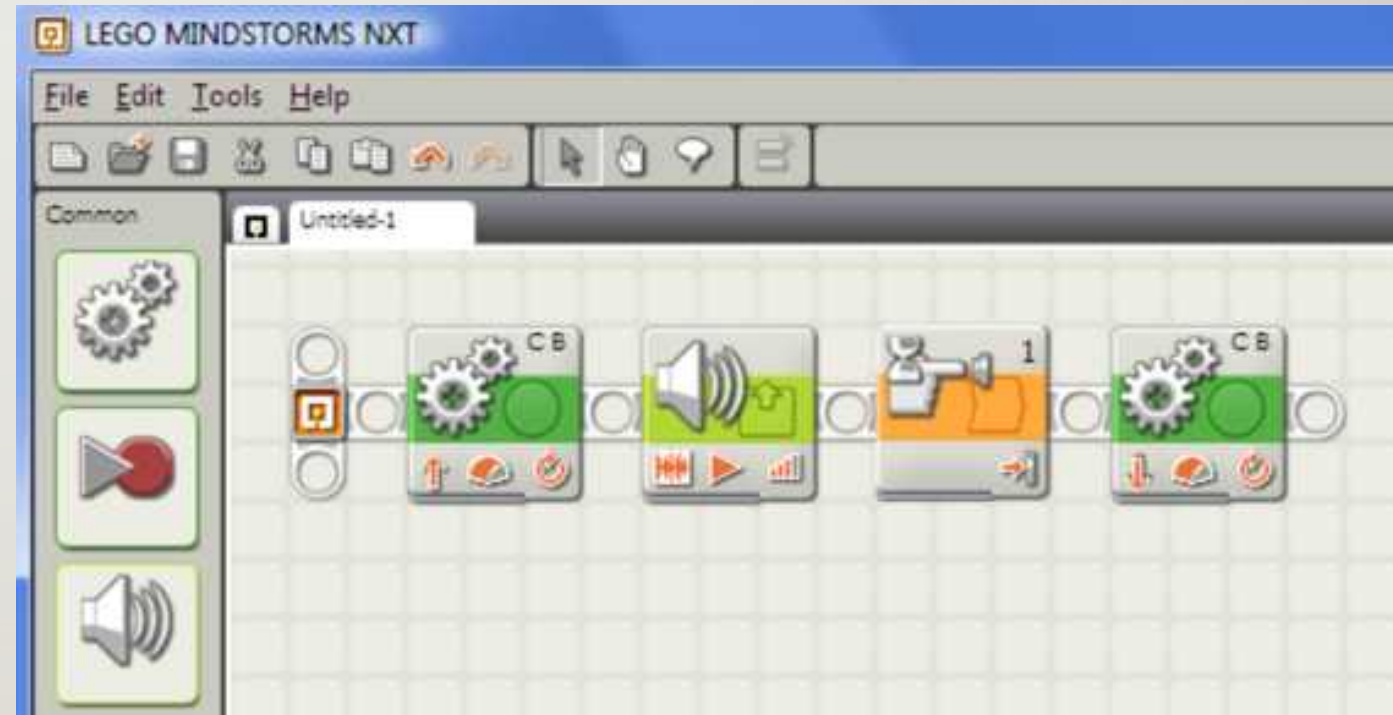 LEGO MINDSTORMS NXT
File Edit Tools Help
Common
Untitled-1
C B
1
C B